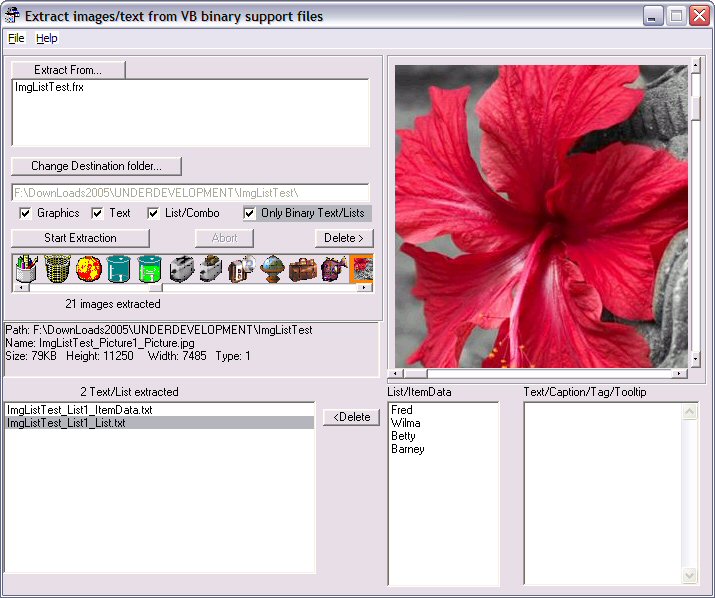 Extract images/text from VB binary support files
File Help
Extract From...
ImgListTest.frx
Change Destination folder...
F:\DownLoads2005\UNDERDEVELOPMENT\ImgListTest\
Graphics Text List/Combo Only Binary Text/Lists
Start Extraction Abort Delete >
21 images extracted
Path: F:\DownLoads2005\UNDERDEVELOPMENT\ImgListTest
Name: ImgListTest_Picture1_Picture.jpg
Size: 79KB Height: 11250 Width: 7485 Type: 1
2 Text/List extracted
ImgListTest_List1_ItemData.txt
ImgListTest_List1_List.txt
<Delete
List/ItemData
Fred
Wilma
Betty
Barney
Text/Caption/Tag/Tooltip